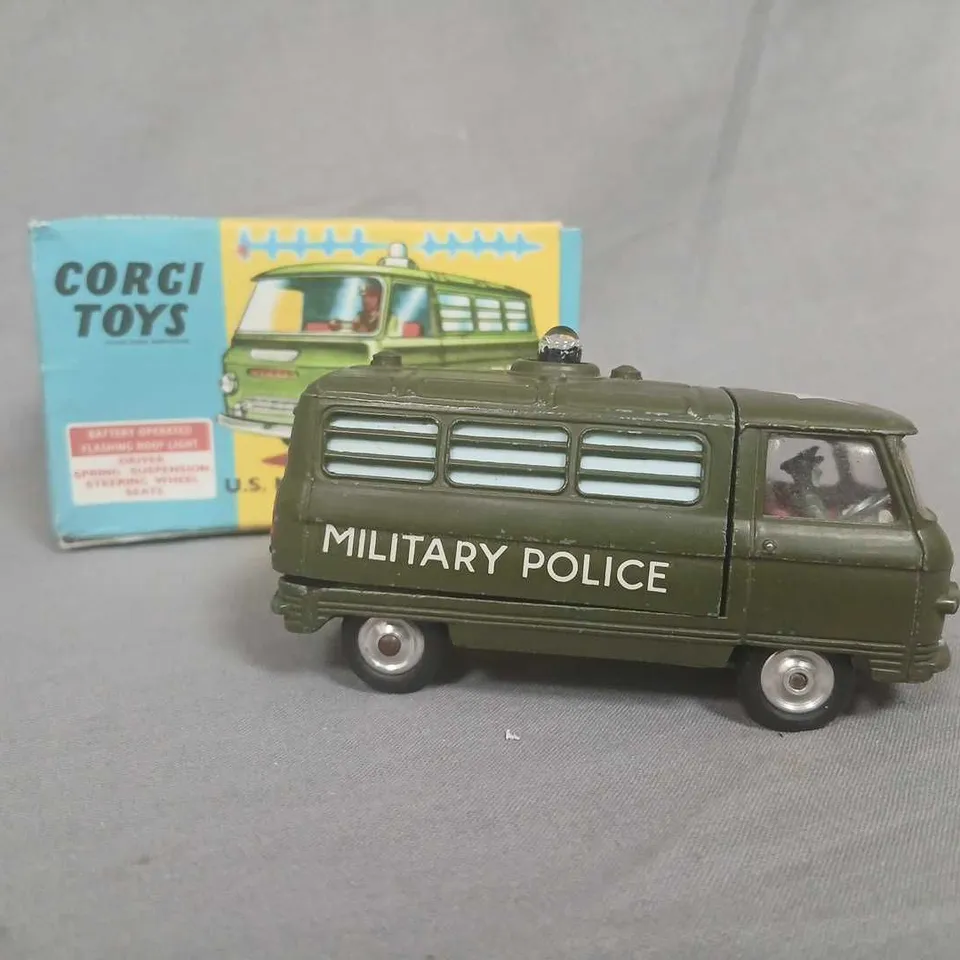 CORGI
TOYS
BATTERY OPERATED
FLASHING ROOF LIGHT
DRIVER
SPRING SUSPENSION
STEERING WHEEL
SEATS
U.S.
MILITARY POLICE